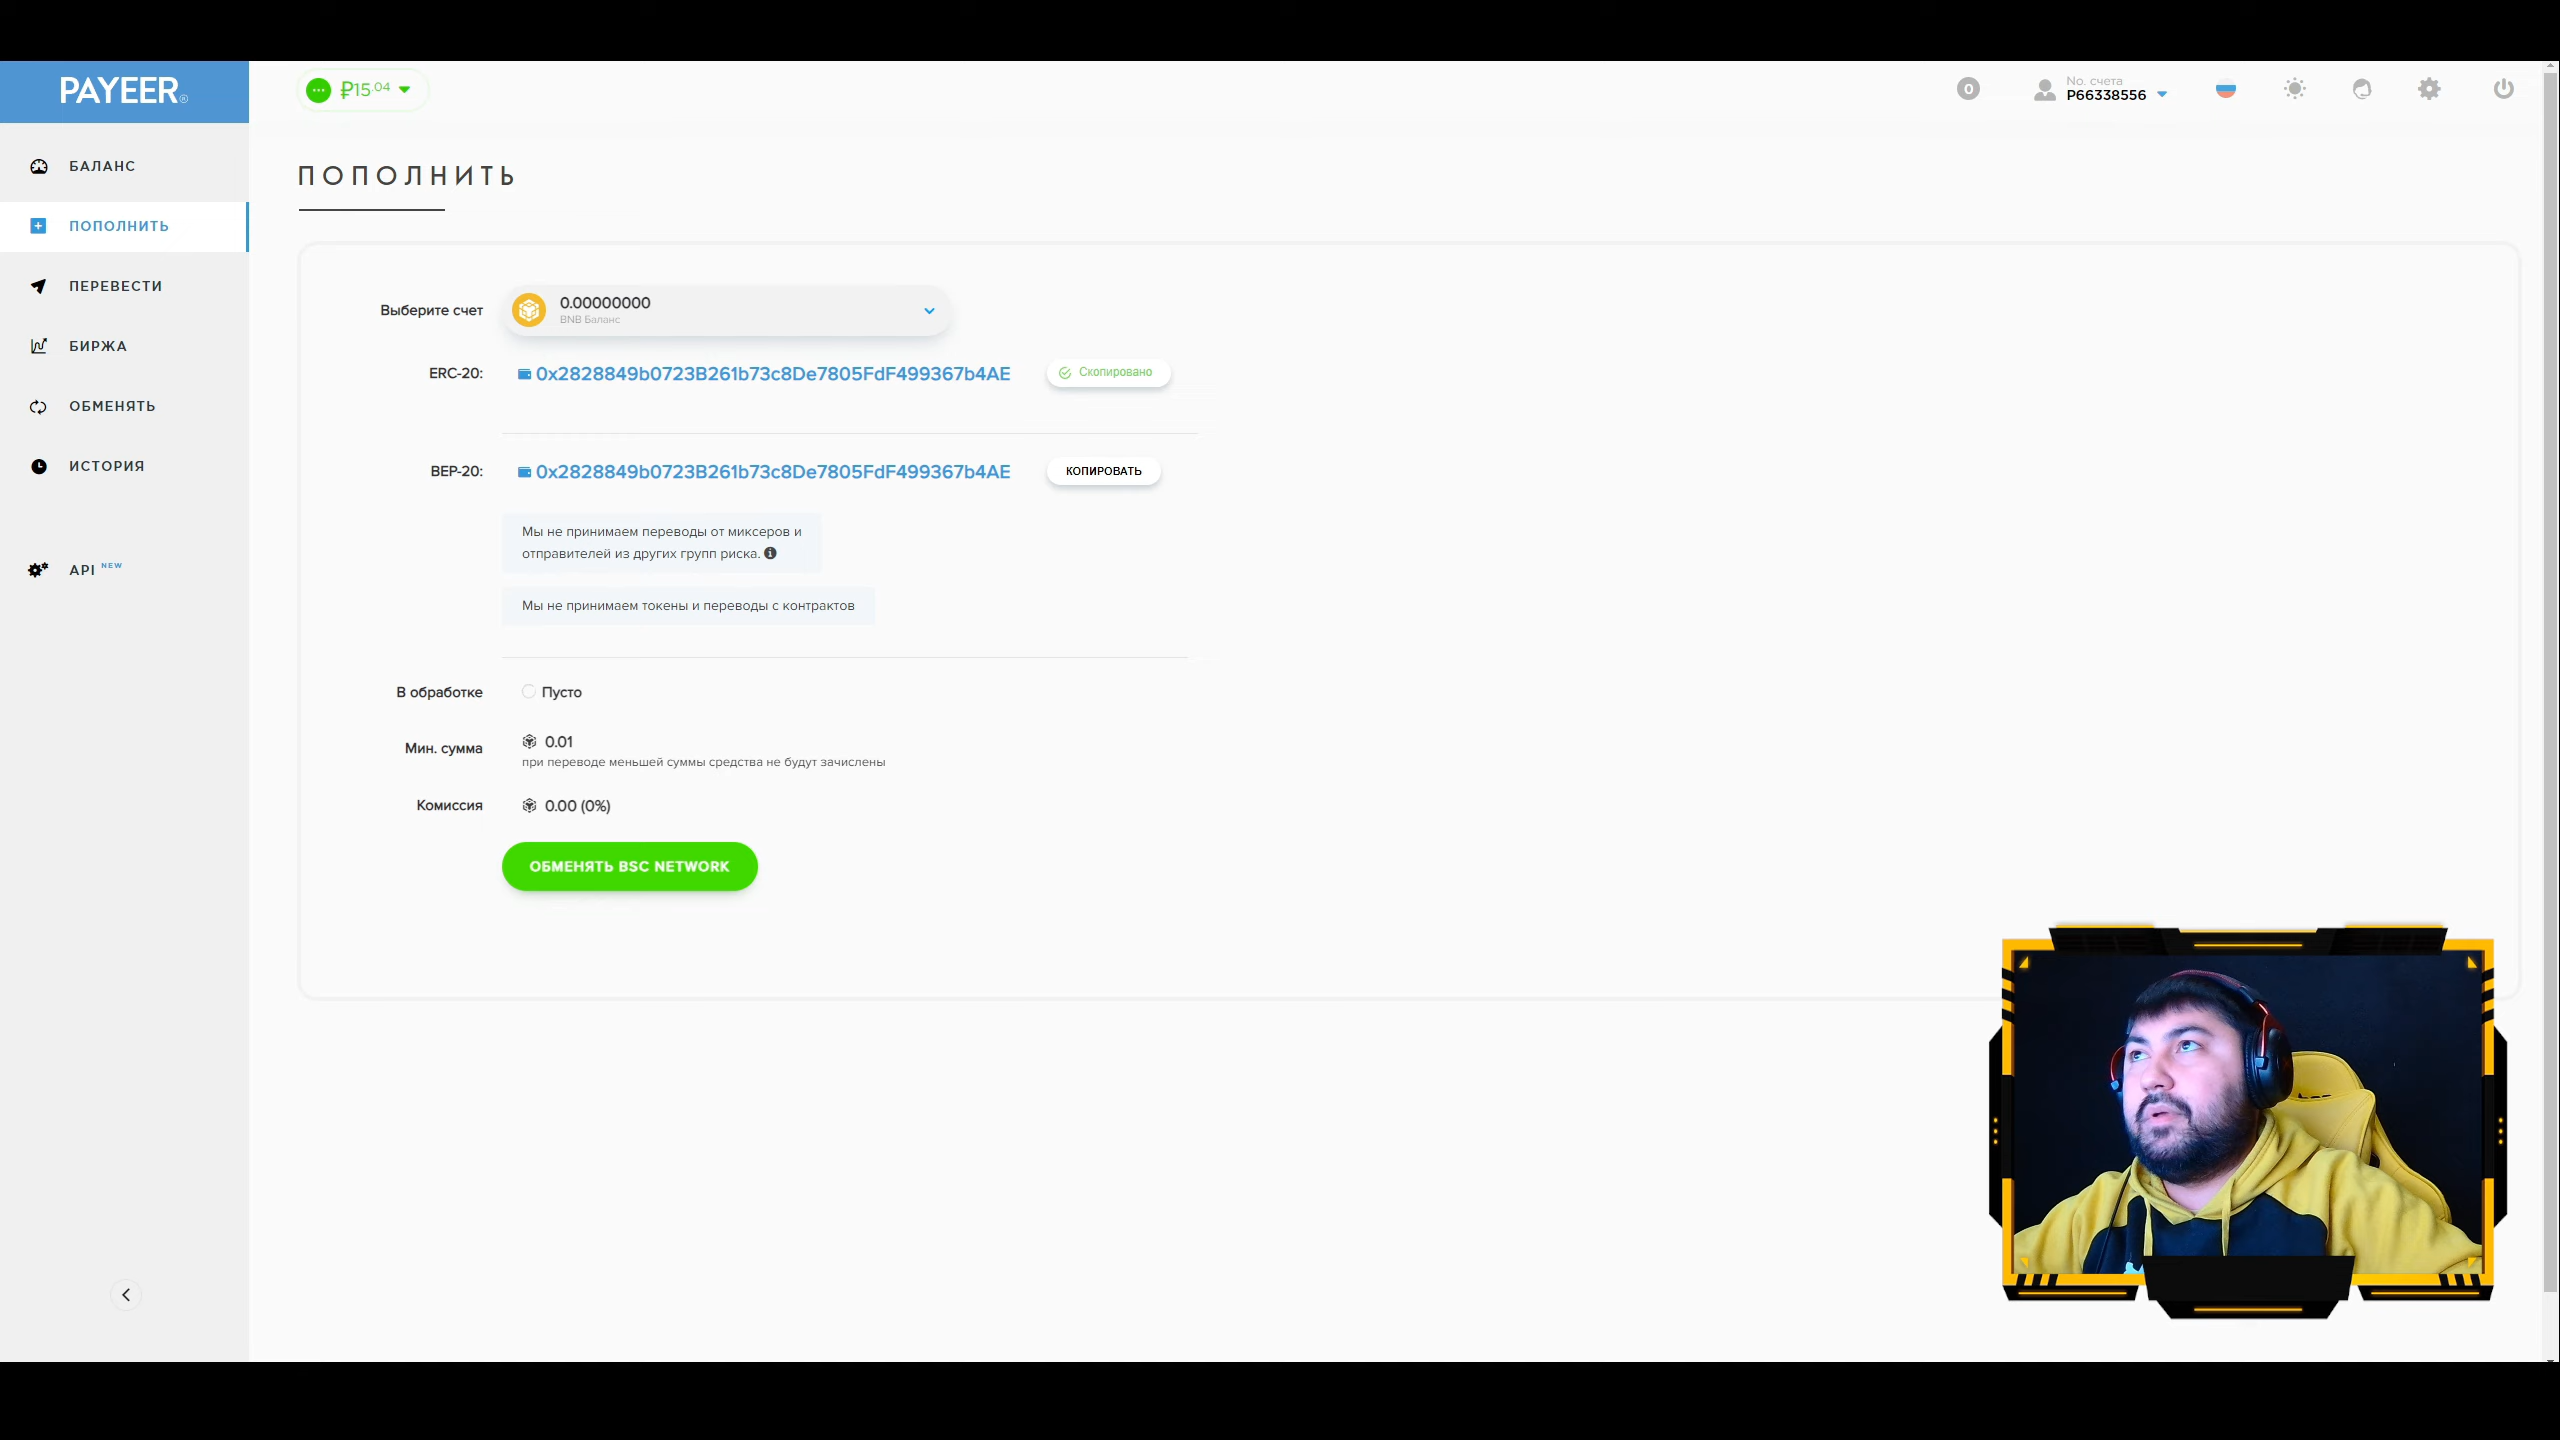 PAYEER®
₽15.04
0
No. счета
P66338556
БАЛАНС
ПОПОЛНИТЬ
ПЕРЕВЕСТИ
БИРЖА
ОБМЕНЯТЬ
ИСТОРИЯ
API NEW
ПОПОЛНИТЬ
Выберите счет
0.00000000
BNB Баланс
ERC-20:
0x2828849b0723B261b73c8De7805FdF499367b4AE
Скопировано
BEP-20:
0x2828849b0723B261b73c8De7805FdF499367b4AE
КОПИРОВАТЬ
Мы не принимаем переводы от миксеров и
отправителей из других групп риска.
Мы не принимаем токены и переводы с контрактов
В обработке
Пусто
Мин. сумма
0.01
при переводе меньшей суммы средства не будут зачислены
Комиссия
0.00 (0%)
ОБМЕНЯТЬ BSC NETWORK